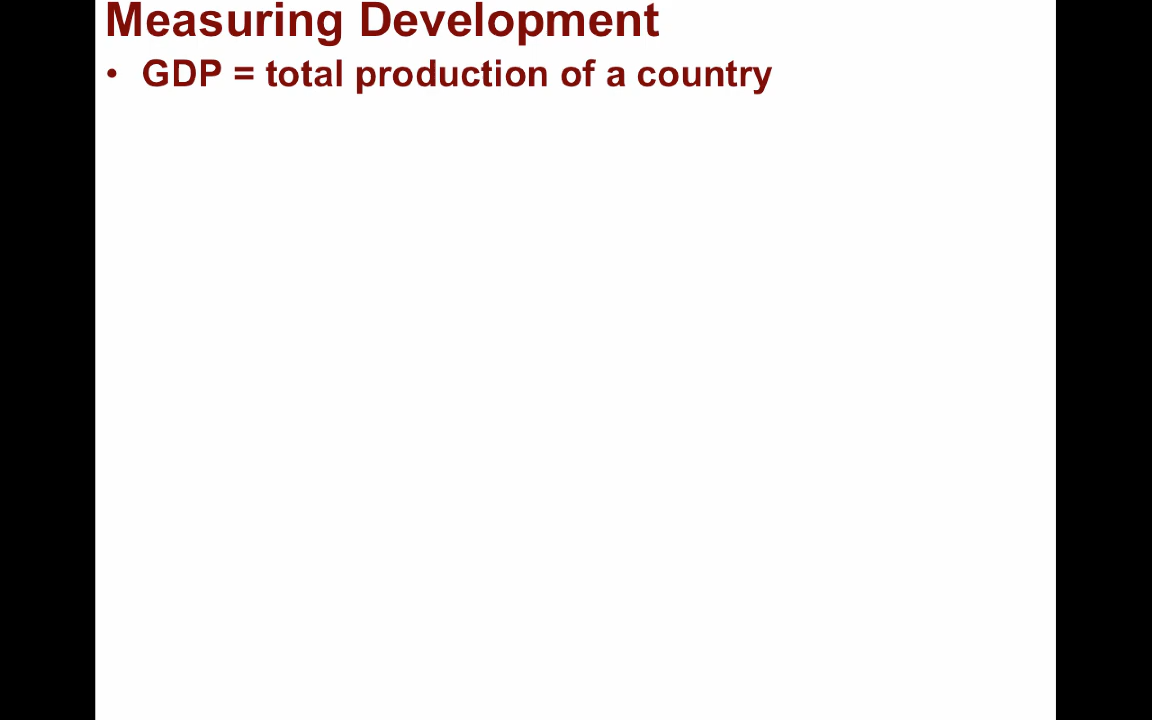 Measuring Development
• GDP = total production of a country